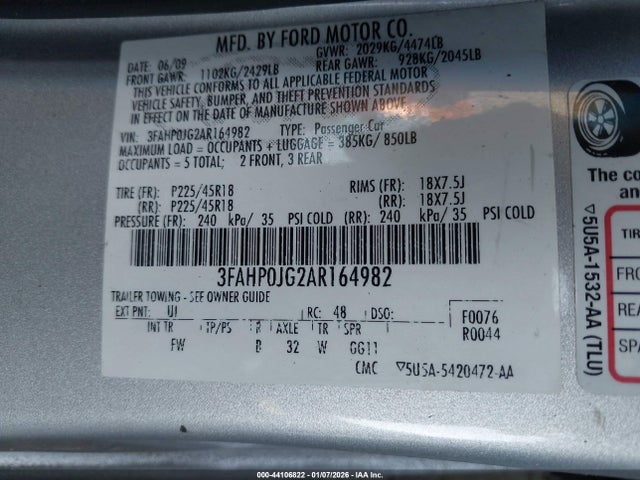 MFD. BY FORD MOTOR CO.
DATE: 06/09 GVWR: 2029KG/4474LB
FRONT GAWR: 1102KG/2429LB REAR GAWR: 928KG/2045LB
THIS VEHICLE CONFORMS TO ALL APPLICABLE FEDERAL MOTOR
VEHICLE SAFETY, BUMPER, AND THEFT PREVENTION STANDARDS
IN EFFECT ON THE DATE OF MANUFACTURE SHOWN ABOVE.
VIN: 3FAHP0JG2AR164982 TYPE: Passenger Car
MAXIMUM LOAD = OCCUPANTS + LUGGAGE = 385KG/ 850LB
OCCUPANTS = 5 TOTAL; 2 FRONT, 3 REAR
TIRE (FR): P225/45R18 RIMS (FR): 18X7.5J
(RR): P225/45R18 (RR): 18X7.5J
PRESSURE (FR): 240 kPa/ 35 PSI COLD (RR): 240 kPa/ 35 PSI COLD
3FAHP0JG2AR164982
TRAILER TOWING - SEE OWNER GUIDE
EXT PNT: UI RC: 48 DSO: F0076
R0044
INT TR TP/PS R AXLE TR SPR
FW B 32 W GG11
CMC ▽5U5A-5420472-AA
The co
▽5U5A-1532-AA (TLU)
TIR
FRO
REA
SPA
000-44106822 - 01/07/2026 - IAA Inc.